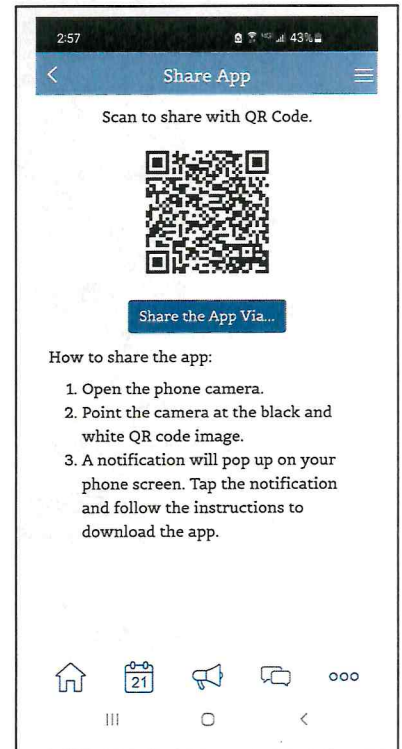 2:57 43%
Share App
Scan to share with QR Code.
Share the App Via...
How to share the app:
1. Open the phone camera.
2. Point the camera at the black and
white QR code image.
3. A notification will pop up on your
phone screen. Tap the notification
and follow the instructions to
download the app.
21